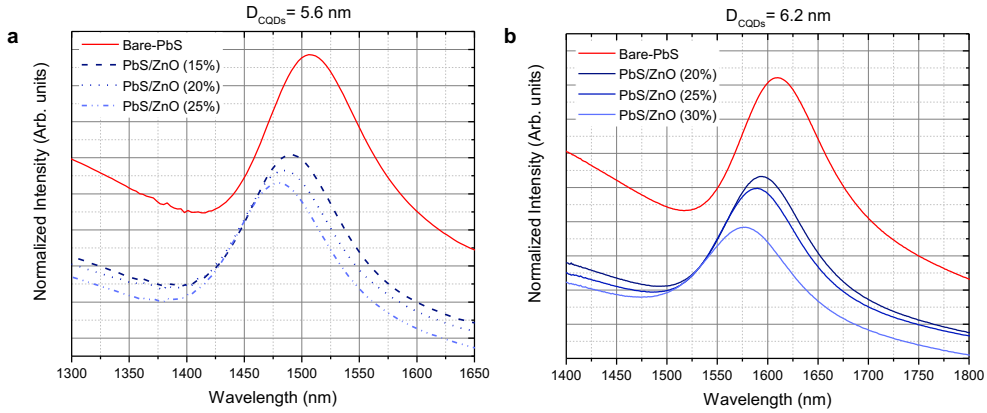 D_CQDs = 5.6 nm
a
Bare-PbS
PbS/ZnO (15%)
PbS/ZnO (20%)
PbS/ZnO (25%)
Normalized Intensity (Arb. units)
1300 1350 1400 1450 1500 1550 1600 1650
Wavelength (nm)
D_CQDs = 6.2 nm
b
Bare-PbS
PbS/ZnO (20%)
PbS/ZnO (25%)
PbS/ZnO (30%)
Normalized Intensity (Arb. units)
1400 1450 1500 1550 1600 1650 1700 1750 1800
Wavelength (nm)